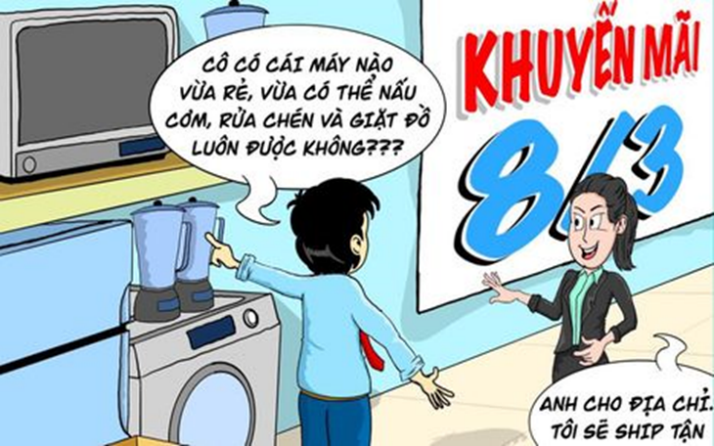 CÔ CÓ CÁI MÁY NÀO
VỪA RẺ, VỪA CÓ THỂ NẤU
CƠM, RỬA CHÉN VÀ GIẶT ĐỒ
LUÔN ĐƯỢC KHÔNG???
KHUYẾN MÃI
8/3
ANH CHO ĐỊA CHỈ.
TÔI SẼ SHIP TẬN